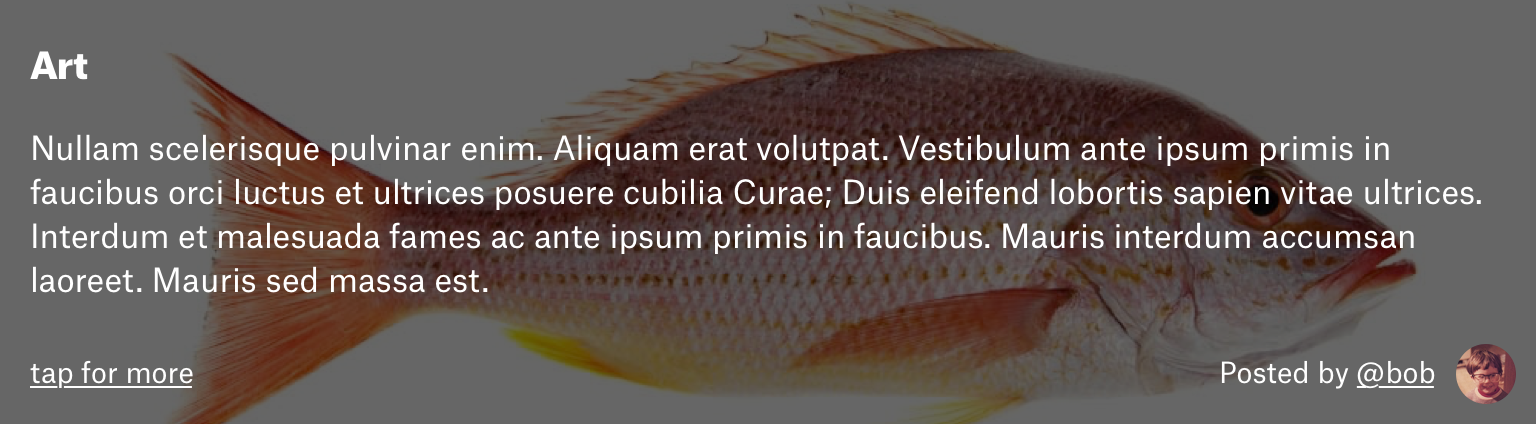 Art
Nullam scelerisque pulvinar enim. Aliquam erat volutpat. Vestibulum ante ipsum primis in
faucibus orci luctus et ultrices posuere cubilia Curae; Duis eleifend lobortis sapien vitae ultrices.
Interdum et malesuada fames ac ante ipsum primis in faucibus. Mauris interdum accumsan
laoreet. Mauris sed massa est.
tap for more
Posted by @bob